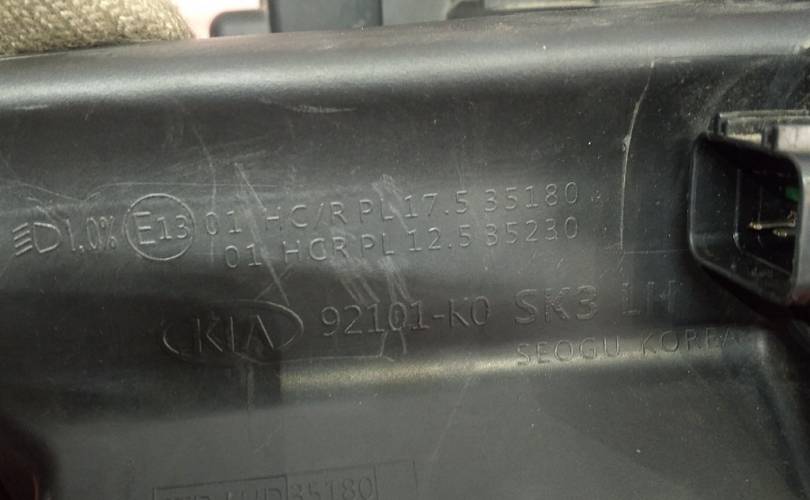 1.0% E13 01 HC/R PL 17.5 35180
01 HCR PL 12.5 35230
KIA 92101-K0 SK3 LH
SEOGU KOREA
35180